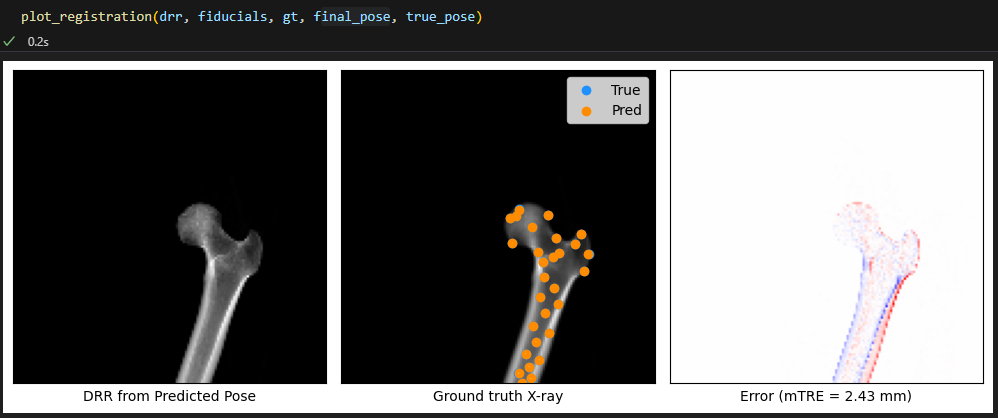 plot_registration(drr, fiducials, gt, final_pose, true_pose)
0.2s
True
Pred
DRR from Predicted Pose
Ground truth X-ray
Error (mTRE = 2.43 mm)